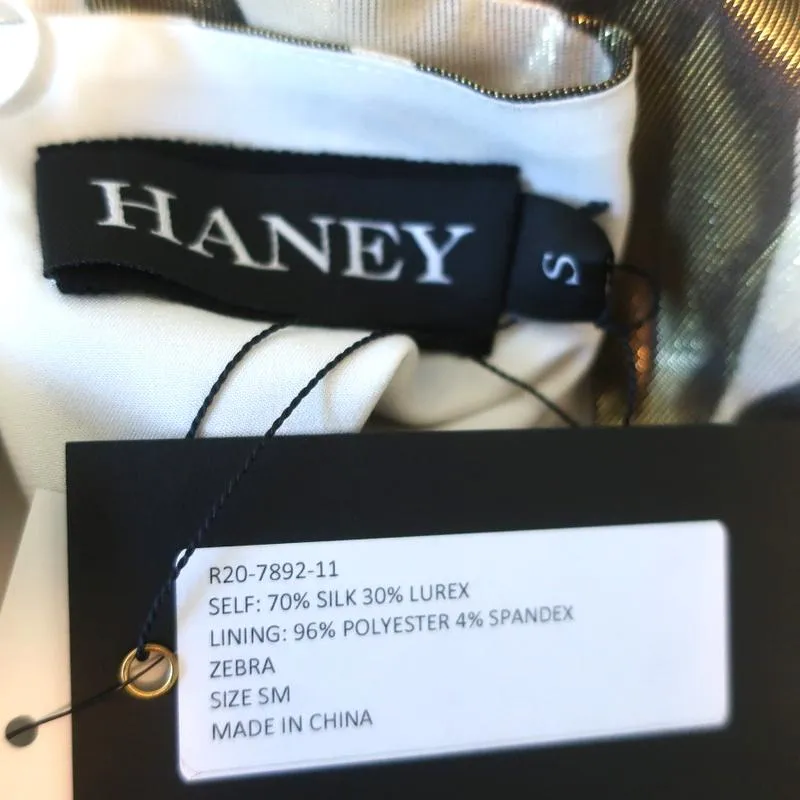 HANEY
S
R20-7892-11
SELF: 70% SILK 30% LUREX
LINING: 96% POLYESTER 4% SPANDEX
ZEBRA
SIZE SM
MADE IN CHINA